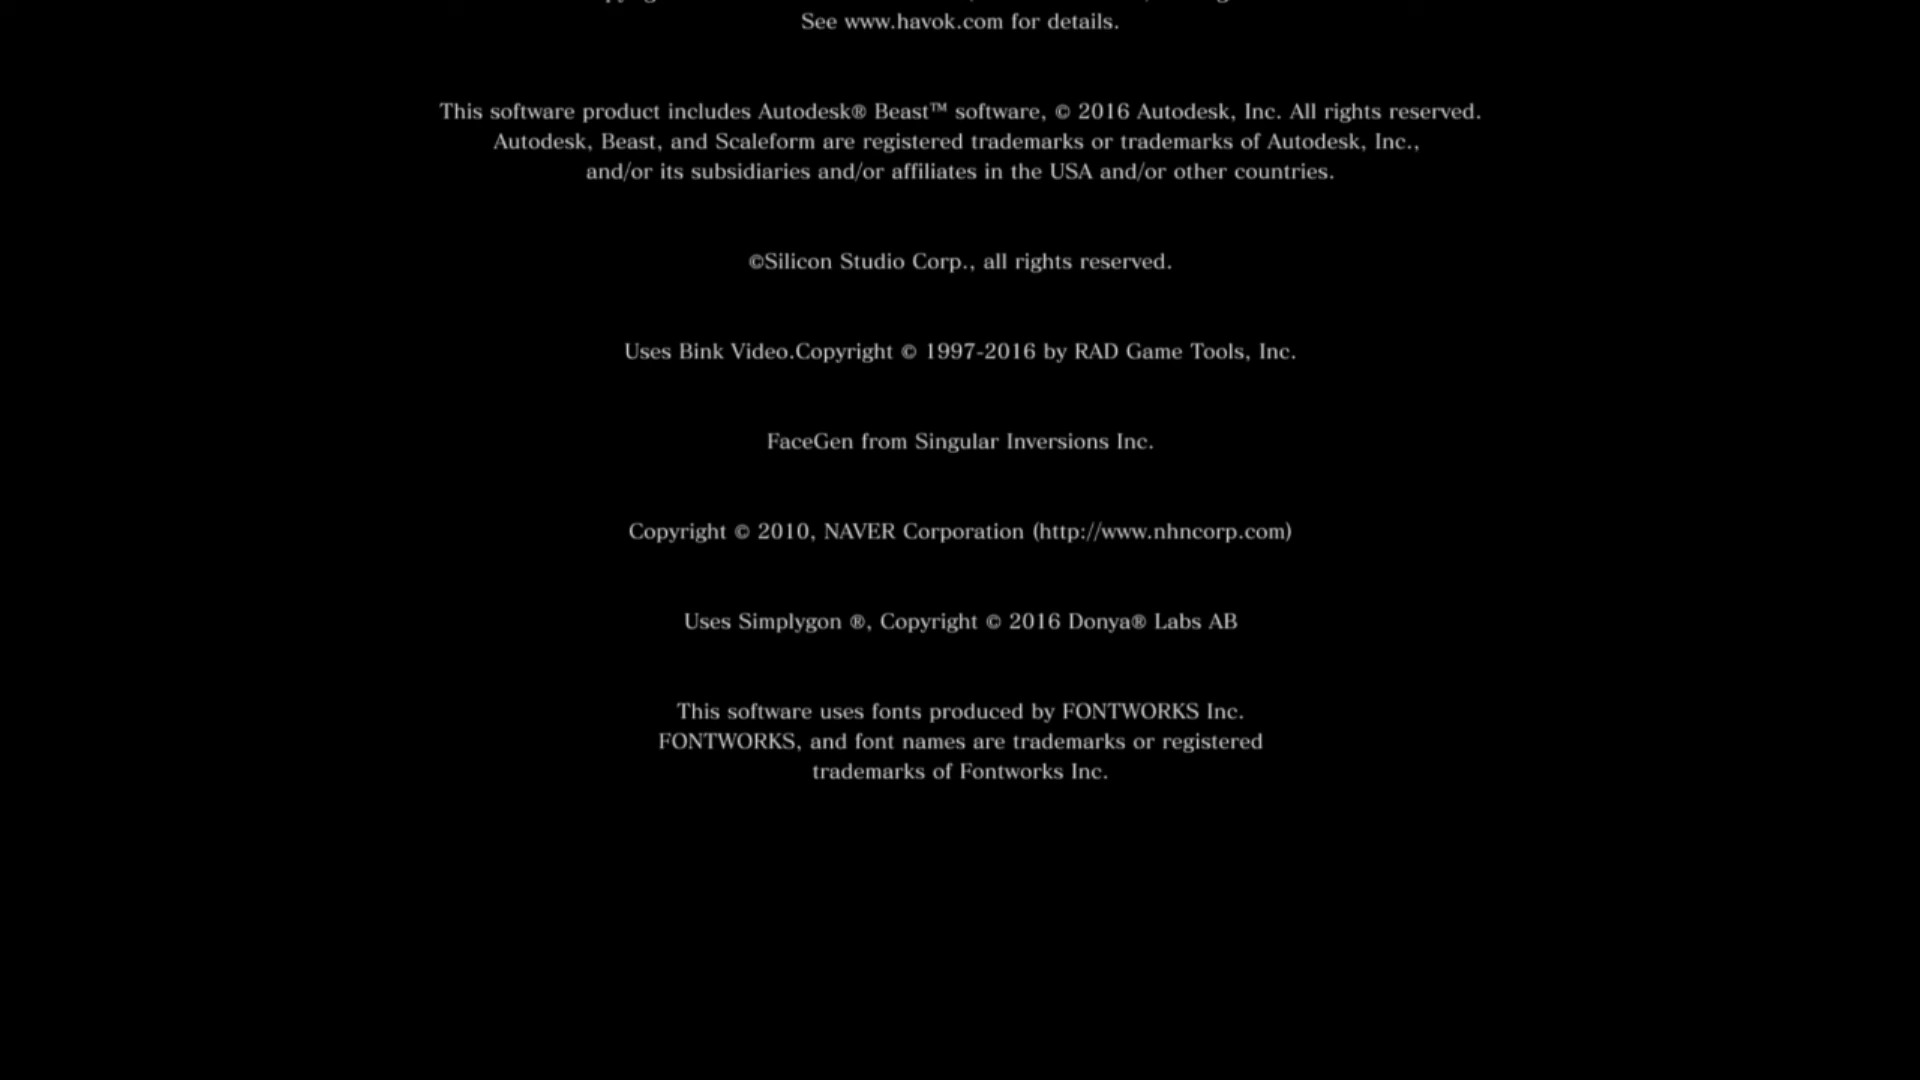 See www.havok.com for details.
This software product includes Autodesk® Beast™ software, © 2016 Autodesk, Inc. All rights reserved.
Autodesk, Beast, and Scaleform are registered trademarks or trademarks of Autodesk, Inc.,
and/or its subsidiaries and/or affiliates in the USA and/or other countries.
©Silicon Studio Corp., all rights reserved.
Uses Bink Video.Copyright © 1997-2016 by RAD Game Tools, Inc.
FaceGen from Singular Inversions Inc.
Copyright © 2010, NAVER Corporation (http://www.nhncorp.com)
Uses Simplygon ®, Copyright © 2016 Donya® Labs AB
This software uses fonts produced by FONTWORKS Inc.
FONTWORKS, and font names are trademarks or registered
trademarks of Fontworks Inc.